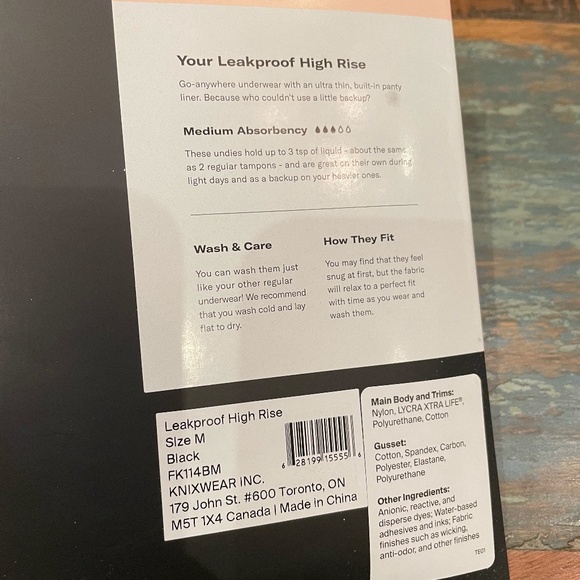 Your Leakproof High Rise
Go-anywhere underwear with an ultra thin, built-in panty
liner. Because who couldn't use a little backup?
Medium Absorbency
These undies hold up to 3 tsp of liquid - about the same
as 2 regular tampons - and are great on their own during
light days and as a backup on your heavier ones.
Wash & Care
You can wash them just
like your other regular
underwear! We recommend
that you wash cold and lay
flat to dry.
How They Fit
You may find that they feel
snug at first, but the fabric
will relax to a perfect fit
with time as you wear and
wash them.
Leakproof High Rise
Size M
Black
FK114BM
KNIXWEAR INC.
179 John St. #600 Toronto, ON
M5T 1X4 Canada | Made in China
6 28199 15555 6
Main Body and Trims:
Nylon, LYCRA XTRA LIFE®,
Polyurethane, Cotton
Gusset:
Cotton, Spandex, Carbon,
Polyester, Elastane,
Polyurethane
Other Ingredients:
Anionic, reactive, and
disperse dyes; Water-based
adhesives and inks; Fabric
finishes such as wicking,
anti-odor, and other finishes
TE01